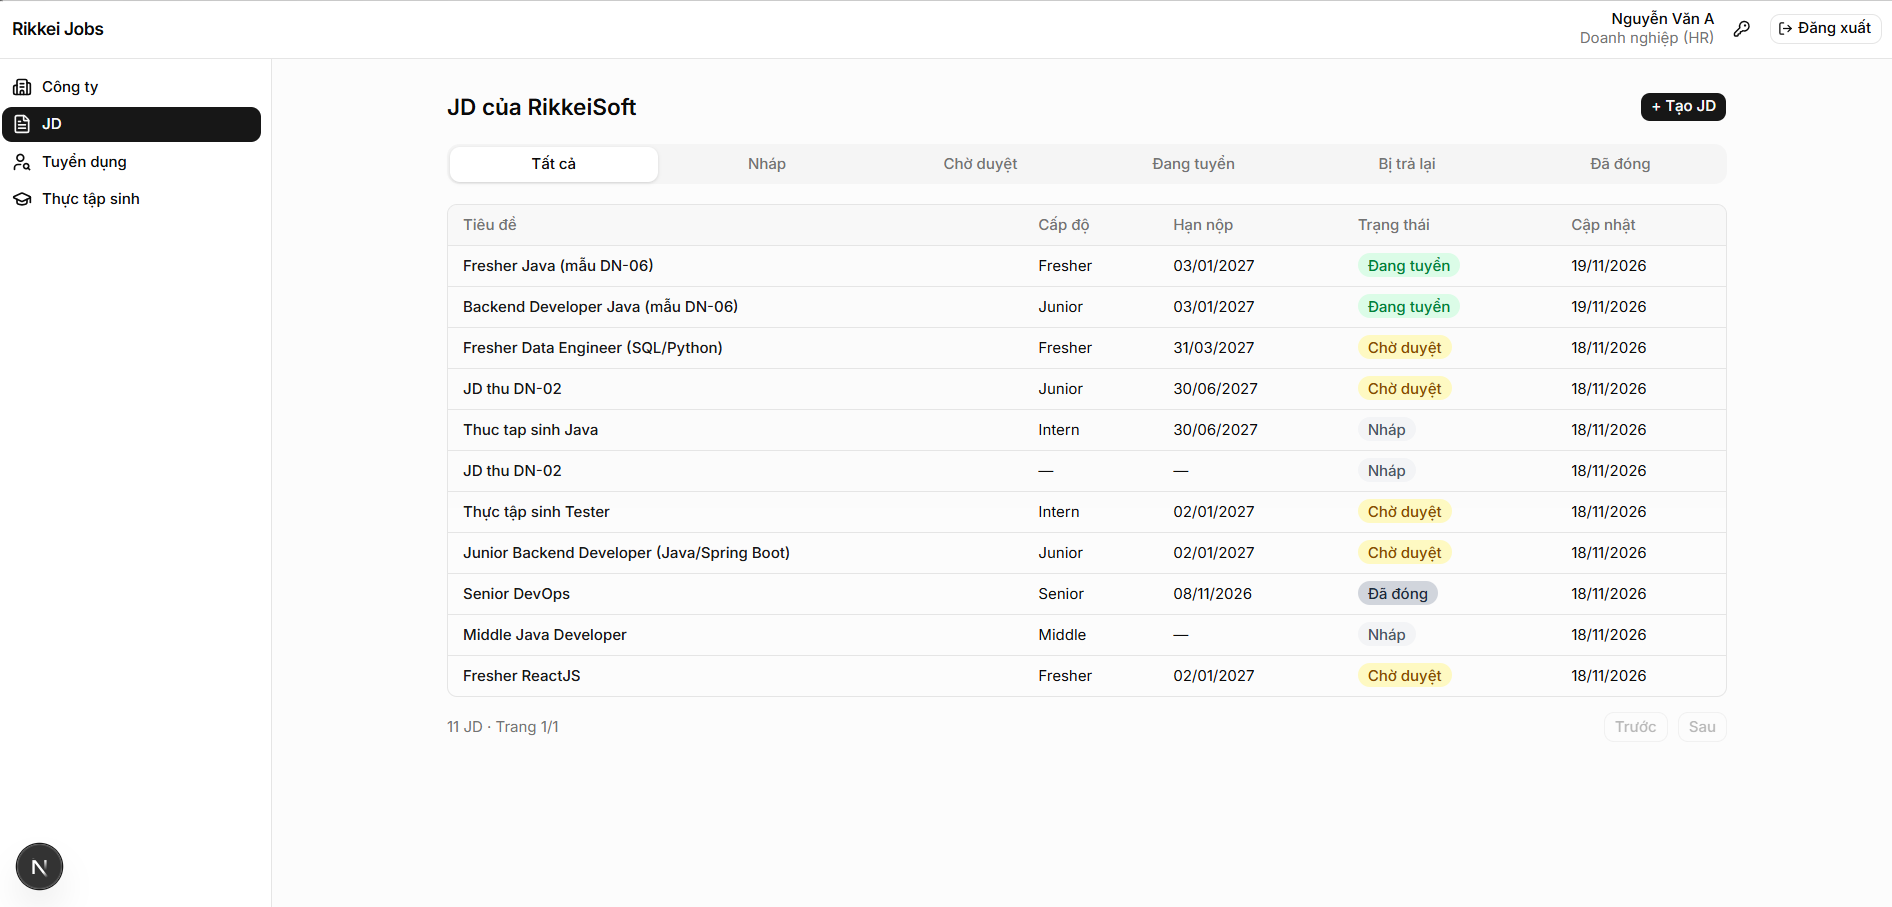 Rikkei Jobs
Nguyễn Văn A
Doanh nghiệp (HR)
Đăng xuất
Công ty
JD
Tuyển dụng
Thực tập sinh
JD của RikkeiSoft
+ Tạo JD
Tất cả Nháp Chờ duyệt Đang tuyển Bị trả lại Đã đóng
Tiêu đề Cấp độ Hạn nộp Trạng thái Cập nhật
Fresher Java (mẫu DN-06) Fresher 03/01/2027 Đang tuyển 19/11/2026
Backend Developer Java (mẫu DN-06) Junior 03/01/2027 Đang tuyển 19/11/2026
Fresher Data Engineer (SQL/Python) Fresher 31/03/2027 Chờ duyệt 18/11/2026
JD thu DN-02 Junior 30/06/2027 Chờ duyệt 18/11/2026
Thuc tap sinh Java Intern 30/06/2027 Nháp 18/11/2026
JD thu DN-02 — — Nháp 18/11/2026
Thực tập sinh Tester Intern 02/01/2027 Chờ duyệt 18/11/2026
Junior Backend Developer (Java/Spring Boot) Junior 02/01/2027 Chờ duyệt 18/11/2026
Senior DevOps Senior 08/11/2026 Đã đóng 18/11/2026
Middle Java Developer Middle — Nháp 18/11/2026
Fresher ReactJS Fresher 02/01/2027 Chờ duyệt 18/11/2026
11 JD · Trang 1/1
Trước Sau
N